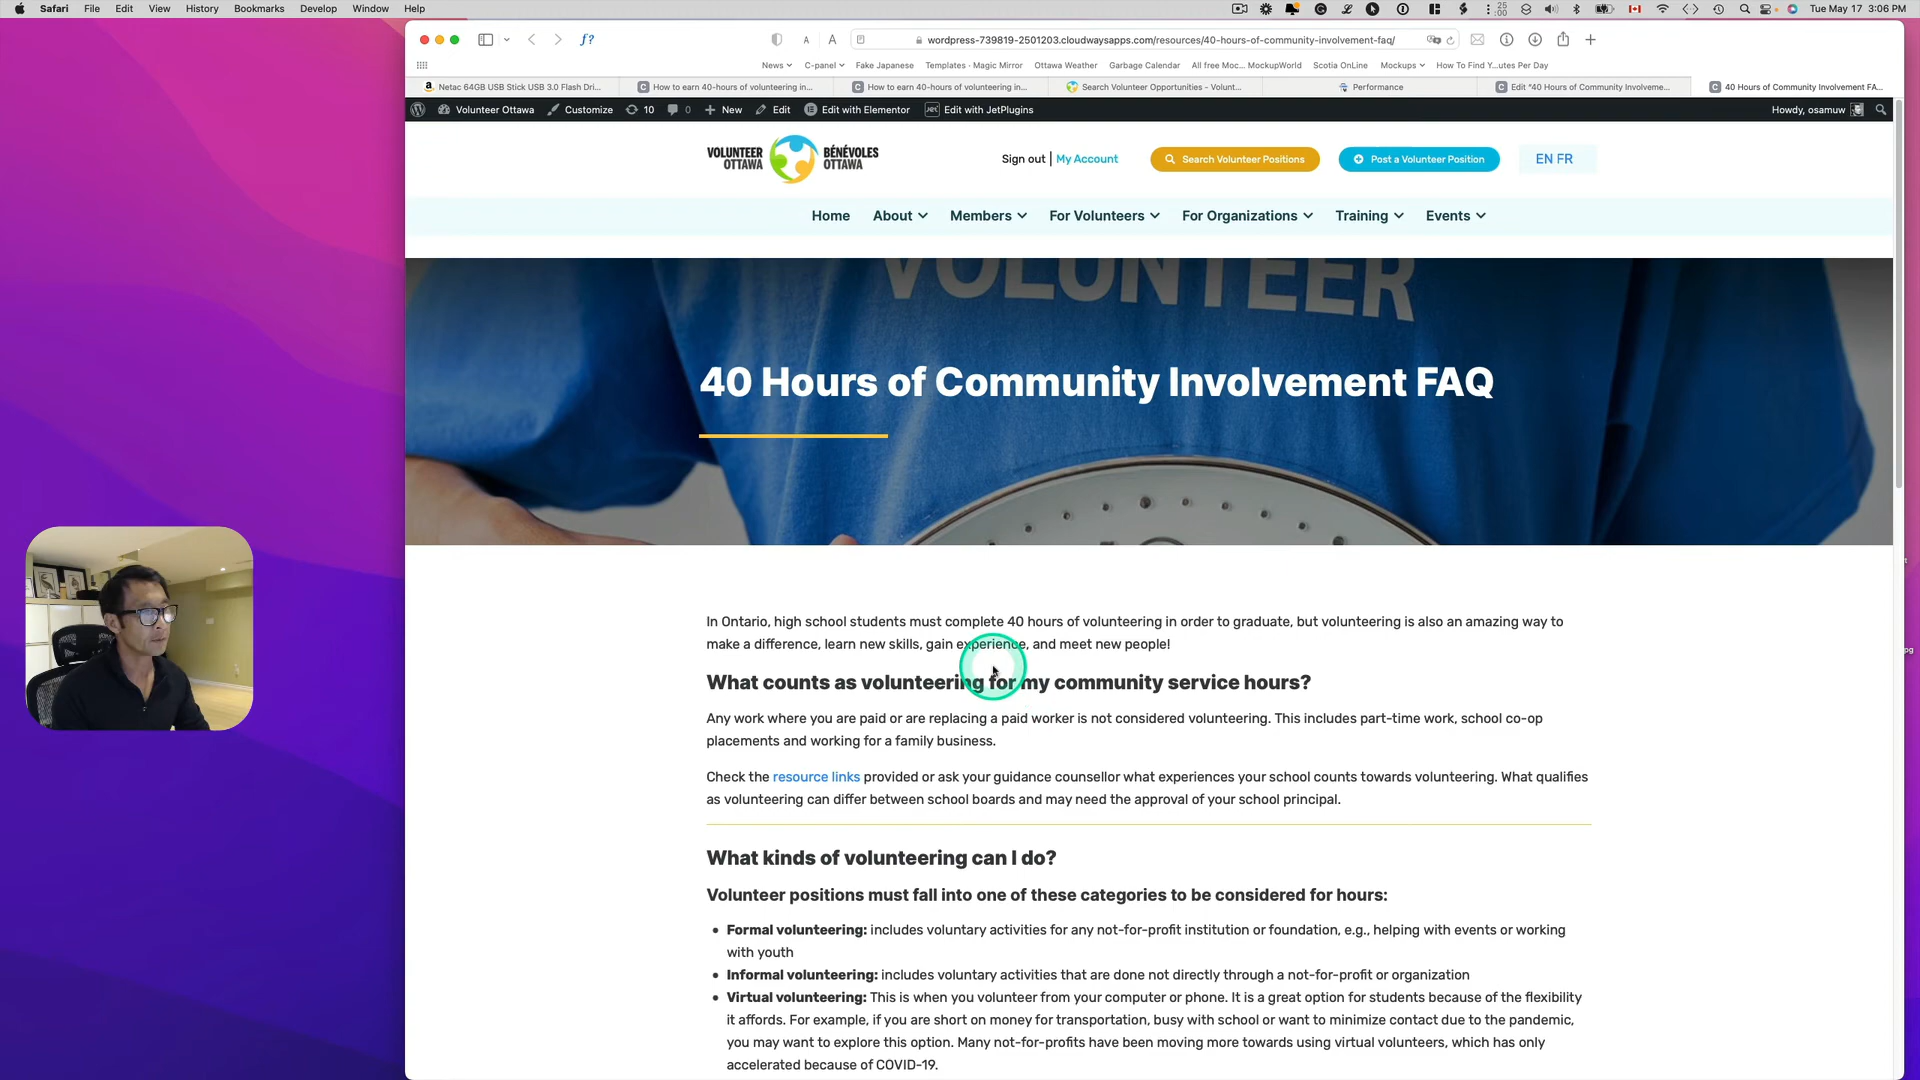 Safari File Edit View History Bookmarks Develop Window Help
Tue May 17 3:06 PM
wordpress-739819-2501203.cloudwaysapps.com/resources/40-hours-of-community-involvement-faq/
News C-panel Fake Japanese Templates - Magic Mirror Ottawa Weather Garbage Calendar All free Moc... MockupWorld Scotia OnLine Mockups How To Find Y...utes Per Day
Netac 64GB USB Stick USB 3.0 Flash Dri...
How to earn 40-hours of volunteering in...
How to earn 40-hours of volunteering in...
Search Volunteer Opportunities - Volunt...
Performance
Edit "40 Hours of Community Involveme...
40 Hours of Community Involvement FA...
Volunteer Ottawa Customize 10 0 New Edit Edit with Elementor Edit with JetPlugins
Howdy, osamuw
VOLUNTEER OTTAWA
BÉNÉVOLES OTTAWA
Sign out | My Account
Search Volunteer Positions
Post a Volunteer Position
EN FR
Home About Members For Volunteers For Organizations Training Events
VOLUNTEER
40 Hours of Community Involvement FAQ
In Ontario, high school students must complete 40 hours of volunteering in order to graduate, but volunteering is also an amazing way to
make a difference, learn new skills, gain experience, and meet new people!
What counts as volunteering for my community service hours?
Any work where you are paid or are replacing a paid worker is not considered volunteering. This includes part-time work, school co-op
placements and working for a family business.
Check the resource links provided or ask your guidance counsellor what experiences your school counts towards volunteering. What qualifies
as volunteering can differ between school boards and may need the approval of your school principal.
What kinds of volunteering can I do?
Volunteer positions must fall into one of these categories to be considered for hours:
• Formal volunteering: includes voluntary activities for any not-for-profit institution or foundation, e.g., helping with events or working
with youth
• Informal volunteering: includes voluntary activities that are done not directly through a not-for-profit or organization
• Virtual volunteering: This is when you volunteer from your computer or phone. It is a great option for students because of the flexibility
it affords. For example, if you are short on money for transportation, busy with school or want to minimize contact due to the pandemic,
you may want to explore this option. Many not-for-profits have been moving more towards using virtual volunteers, which has only
accelerated because of COVID-19.